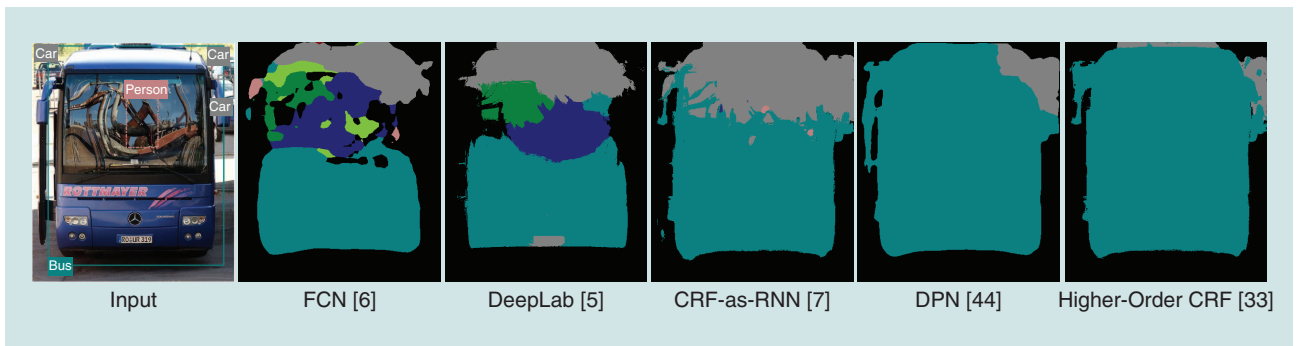 Car
Car
Person
Car
ROTTMAYER
Bus
Input
FCN [6]
DeepLab [5]
CRF-as-RNN [7]
DPN [44]
Higher-Order CRF [33]